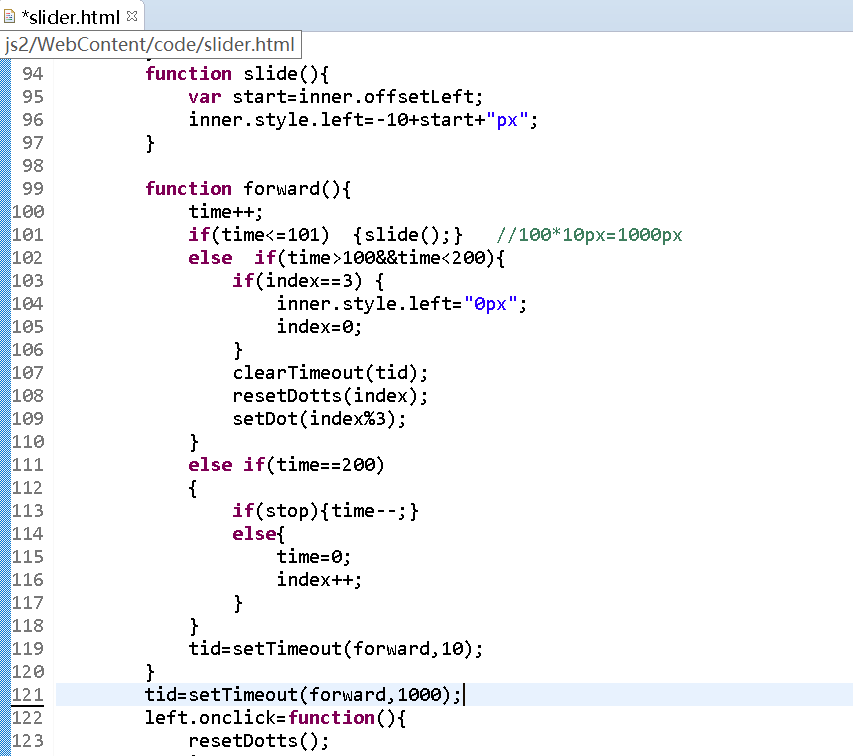 *slider.html
js2/WebContent/code/slider.html
94 function slide(){
95 var start=inner.offsetLeft;
96 inner.style.left=-10+start+"px";
97 }
98
99 function forward(){
100 time++;
101 if(time<=101) {slide();} //100*10px=1000px
102 else if(time>100&&time<200){
103 if(index==3) {
104 inner.style.left="0px";
105 index=0;
106 }
107 clearTimeout(tid);
108 resetDotts(index);
109 setDot(index%3);
110 }
111 else if(time==200)
112 {
113 if(stop){time--;}
114 else{
115 time=0;
116 index++;
117 }
118 }
119 tid=setTimeout(forward,10);
120 }
121 tid=setTimeout(forward,1000);
122 left.onclick=function(){
123 resetDotts();